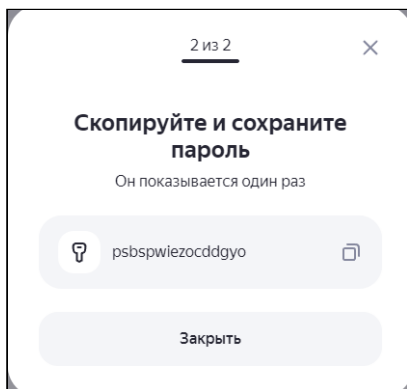 2 из 2
Скопируйте и сохраните
пароль
Он показывается один раз
psbspwiezocddgyo
Закрыть